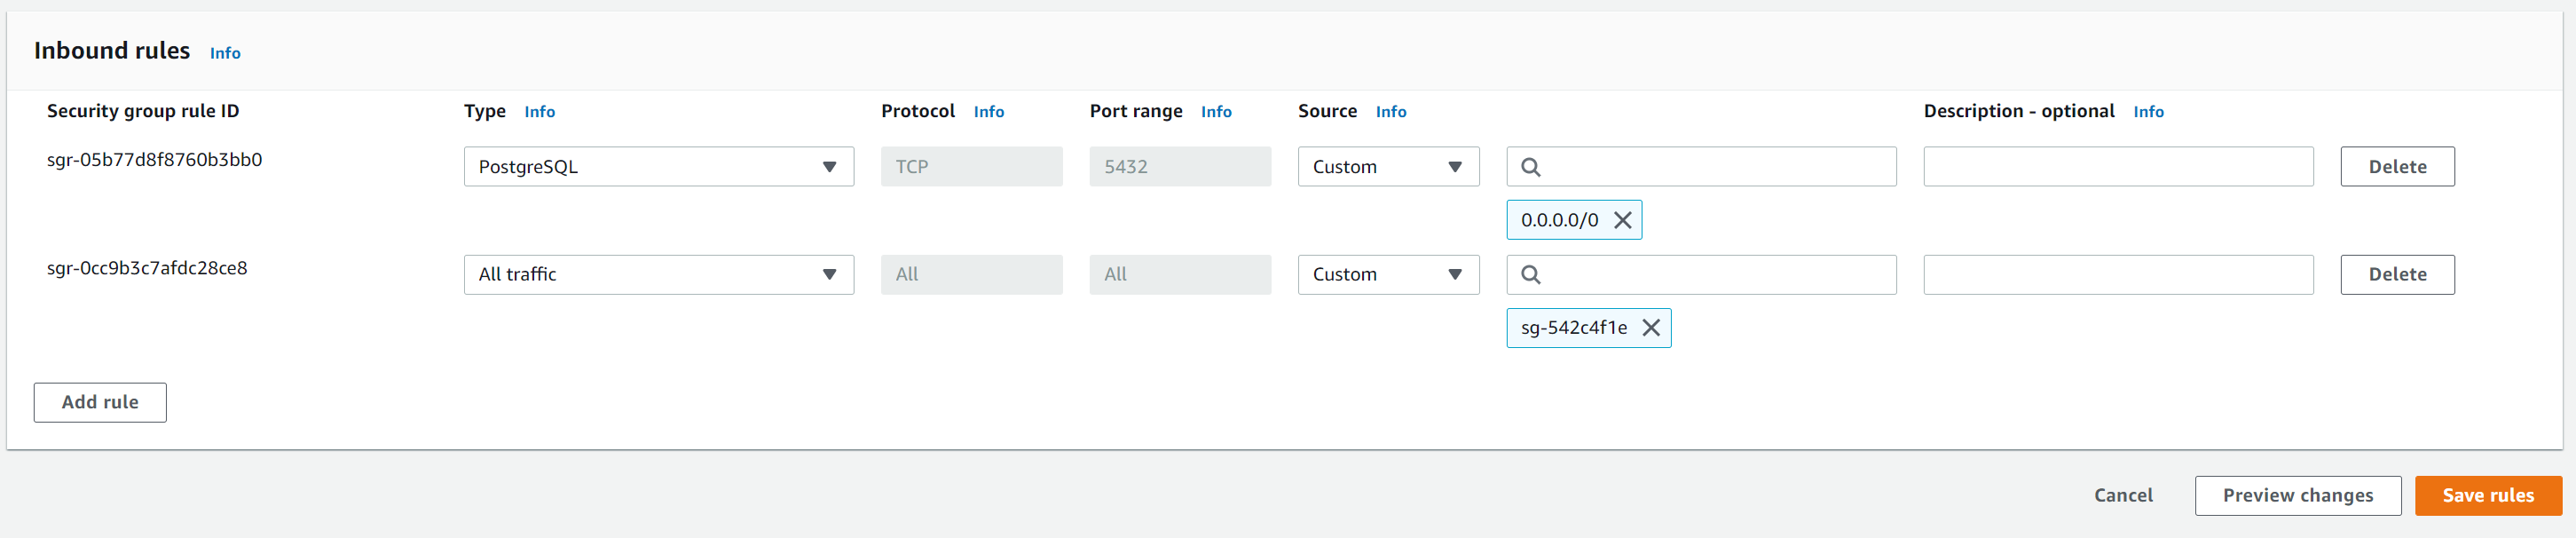 Inbound rules Info
Security group rule ID Type Info Protocol Info Port range Info Source Info Description - optional Info
sgr-05b77d8f8760b3bb0 PostgreSQL TCP 5432 Custom Delete
0.0.0.0/0
sgr-0cc9b3c7afdc28ce8 All traffic All All Custom Delete
sg-542c4f1e
Add rule
Cancel Preview changes Save rules